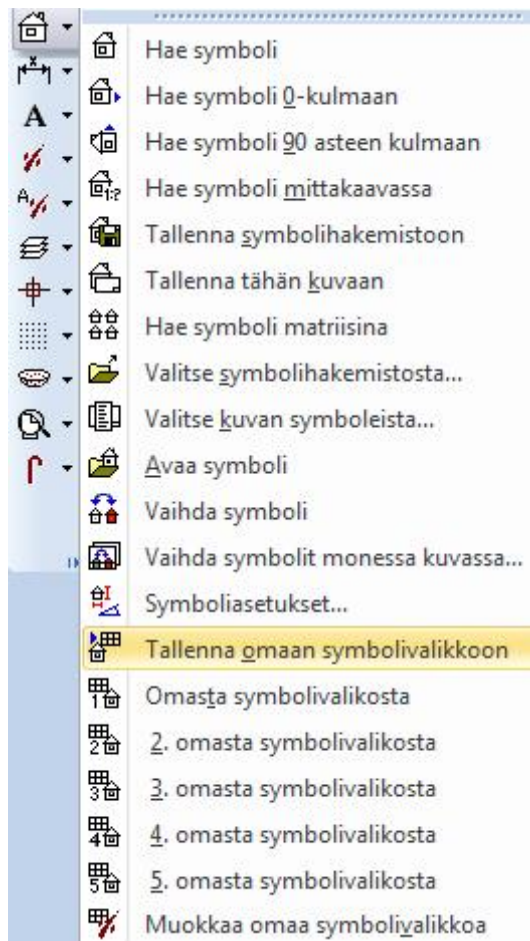 Hae symboli
Hae symboli 0-kulmaan
Hae symboli 90 asteen kulmaan
Hae symboli mittakaavassa
Tallenna symbolihakemistoon
Tallenna tähän kuvaan
Hae symboli matriisina
Valitse symbolihakemistosta...
Valitse kuvan symboleista...
Avaa symboli
Vaihda symboli
Vaihda symbolit monessa kuvassa...
Symboliasetukset...
Tallenna omaan symbolivalikkoon
Omasta symbolivalikosta
2. omasta symbolivalikosta
3. omasta symbolivalikosta
4. omasta symbolivalikosta
5. omasta symbolivalikosta
Muokkaa omaa symbolivalikkoa